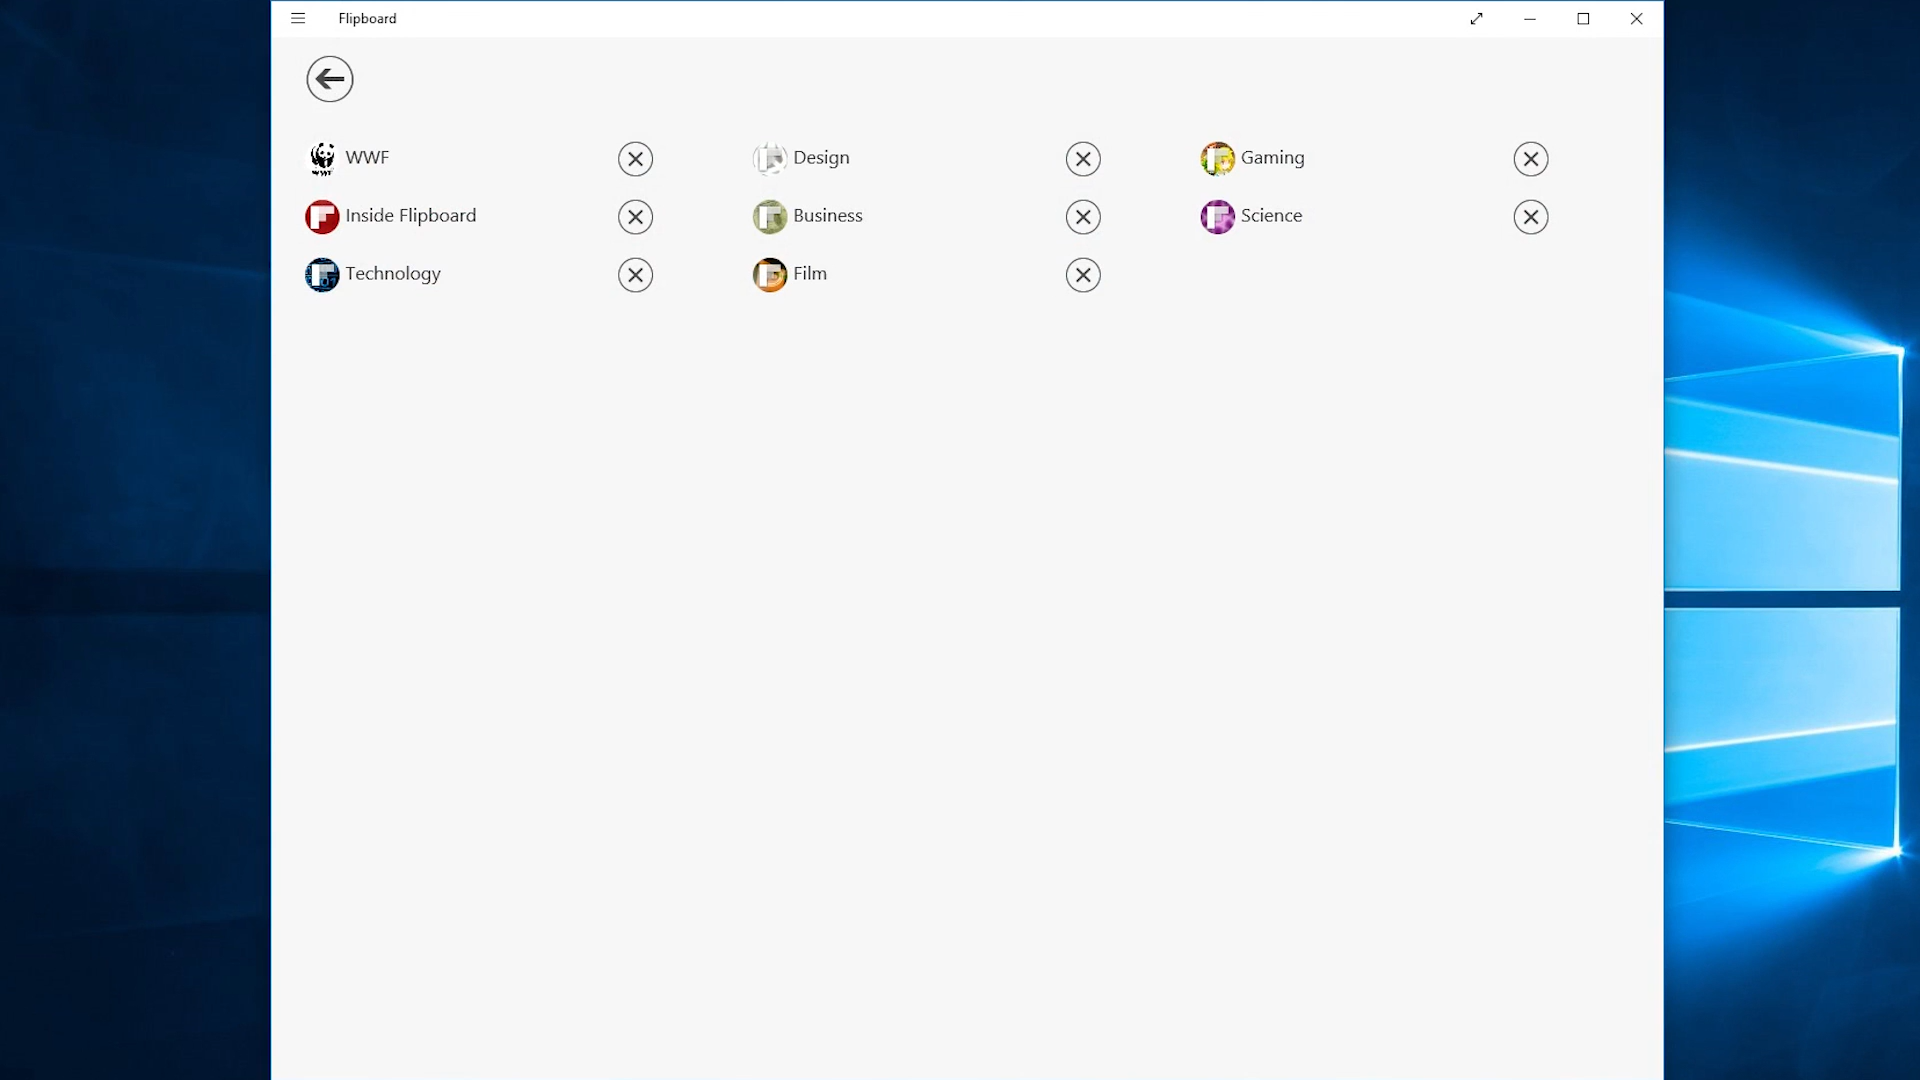 Flipboard
WWF
Design
Gaming
Inside Flipboard
Business
Science
Technology
Film